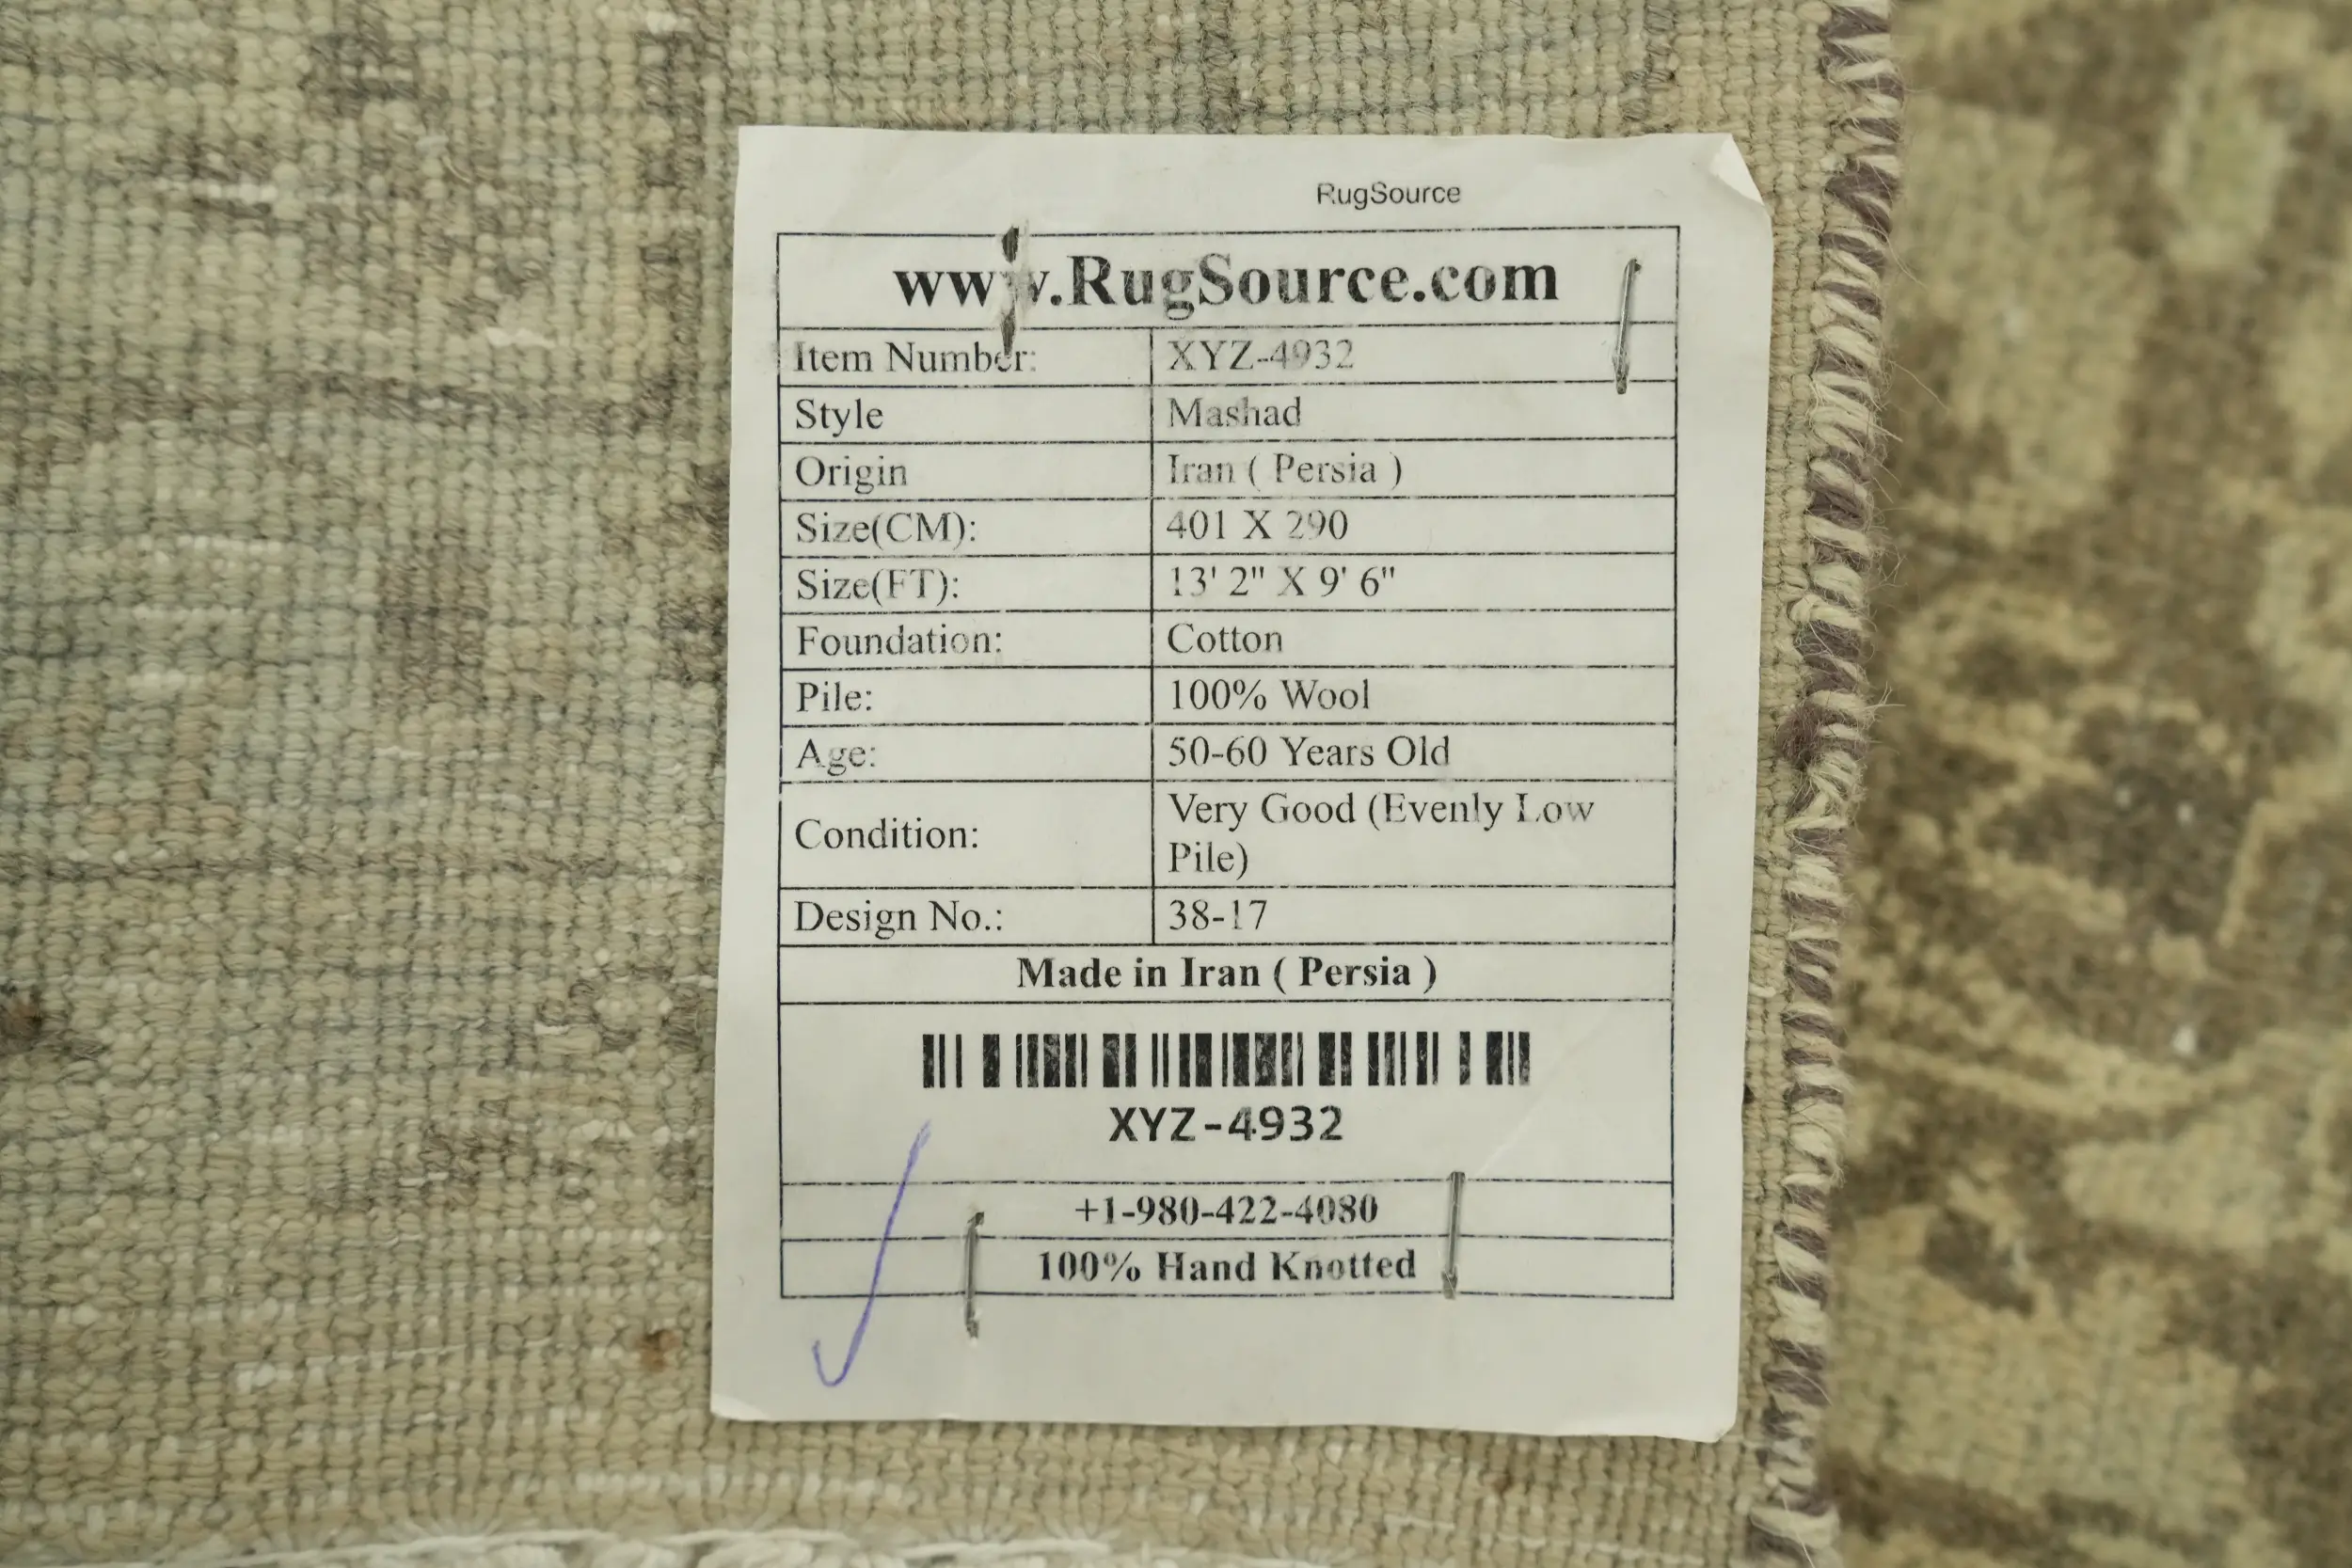 RugSource
www.RugSource.com
Item Number: XYZ-4932
Style Mashad
Origin Iran ( Persia )
Size(CM): 401 X 290
Size(FT): 13' 2" X 9' 6"
Foundation: Cotton
Pile: 100% Wool
Age: 50-60 Years Old
Condition: Very Good (Evenly Low
Pile)
Design No.: 38-17
Made in Iran ( Persia )
XYZ-4932
+1-980-422-4080
100% Hand Knotted